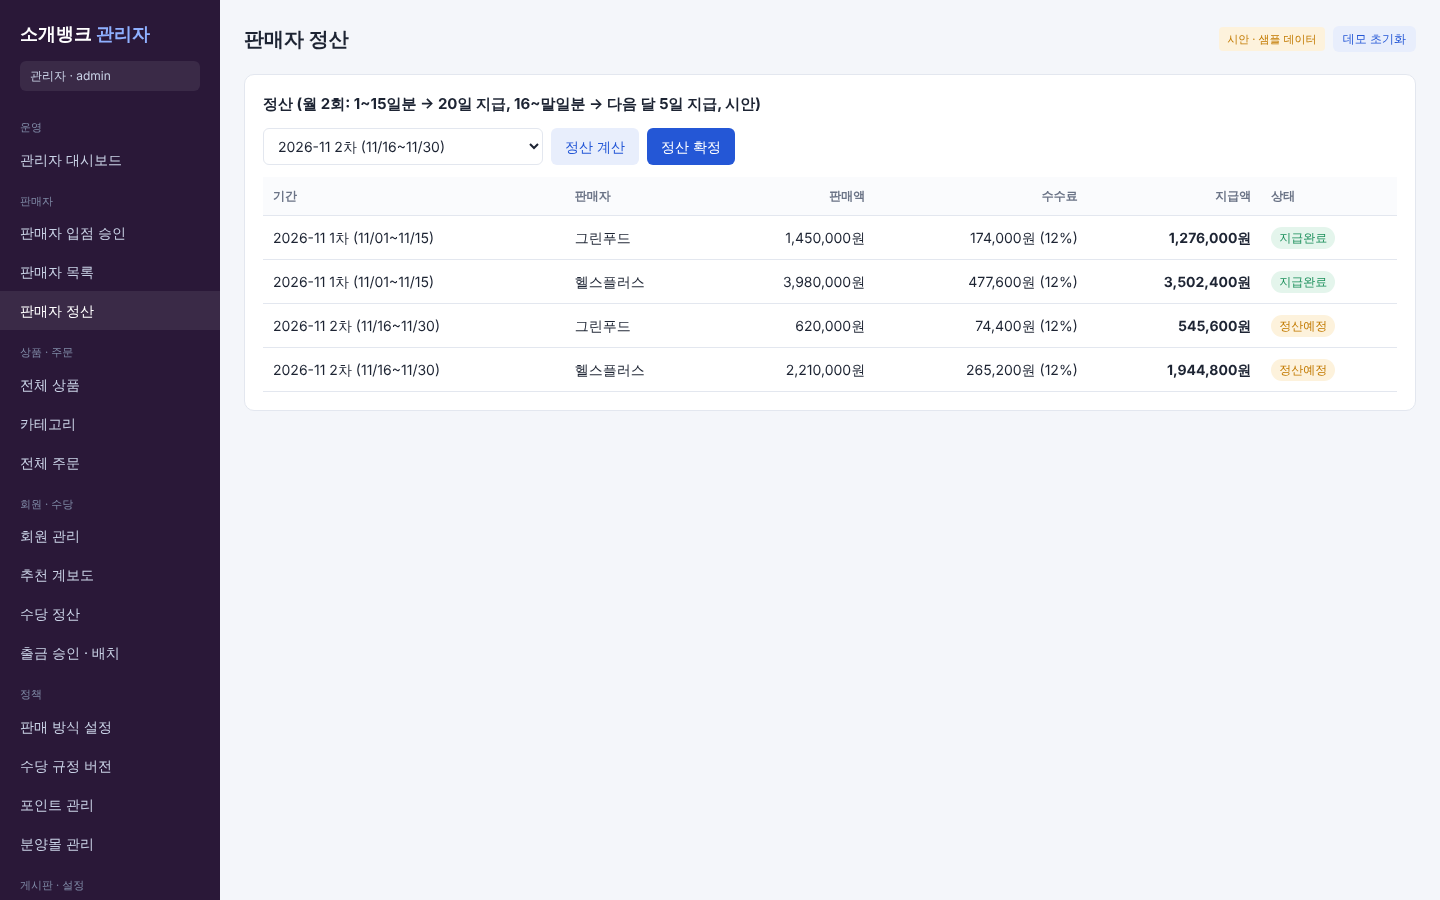 소개뱅크 관리자
관리자 · admin
운영
관리자 대시보드
판매자
판매자 입점 승인
판매자 목록
판매자 정산
상품 · 주문
전체 상품
카테고리
전체 주문
회원 · 수당
회원 관리
추천 계보도
수당 정산
출금 승인 · 배치
정책
판매 방식 설정
수당 규정 버전
포인트 관리
분양몰 관리
게시판 · 설정
판매자 정산
시안 · 샘플 데이터 데모 초기화
정산 (월 2회: 1~15일분 → 20일 지급, 16~말일분 → 다음 달 5일 지급, 시안)
2026-11 2차 (11/16~11/30) 정산 계산 정산 확정
기간 판매자 판매액 수수료 지급액 상태
2026-11 1차 (11/01~11/15) 그린푸드 1,450,000원 174,000원 (12%) 1,276,000원 지급완료
2026-11 1차 (11/01~11/15) 헬스플러스 3,980,000원 477,600원 (12%) 3,502,400원 지급완료
2026-11 2차 (11/16~11/30) 그린푸드 620,000원 74,400원 (12%) 545,600원 정산예정
2026-11 2차 (11/16~11/30) 헬스플러스 2,210,000원 265,200원 (12%) 1,944,800원 정산예정